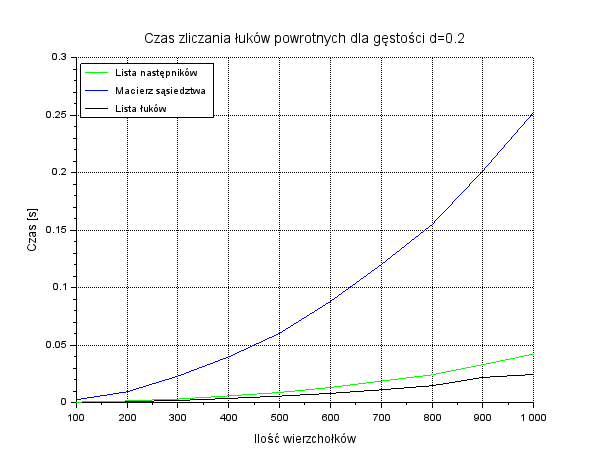 Czas zliczania łuków powrotnych dla gęstości d=0.2
0.3
Lista następników
Macierz sąsiedztwa
Lista łuków
0.25
0.2
0.15
0.1
0.05
0
Czas [s]
100 200 300 400 500 600 700 800 900 1 000
Ilość wierzchołków